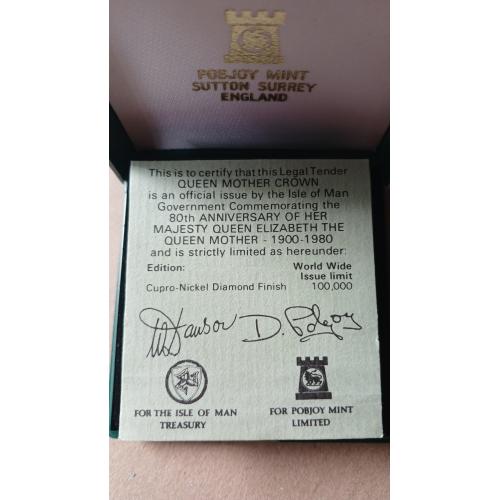 POBJOY MINT
SUTTON SURREY
ENGLAND
This is to certify that this Legal Tender
QUEEN MOTHER CROWN
is an official issue by the Isle of Man
Government Commemorating the
80th ANNIVERSARY OF HER
MAJESTY QUEEN ELIZABETH THE
QUEEN MOTHER - 1900-1980
and is strictly limited as hereunder:
Edition: World Wide
Issue limit
Cupro-Nickel Diamond Finish 100,000
D. Pobjoy
FOR THE ISLE OF MAN
TREASURY
FOR POBJOY MINT
LIMITED